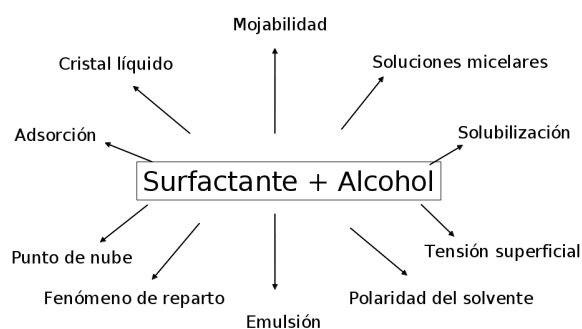 Mojabilidad
Cristal líquido
Soluciones micelares
Adsorción
Solubilización
Surfactante + Alcohol
Punto de nube
Tensión superficial
Fenómeno de reparto
Polaridad del solvente
Emulsión